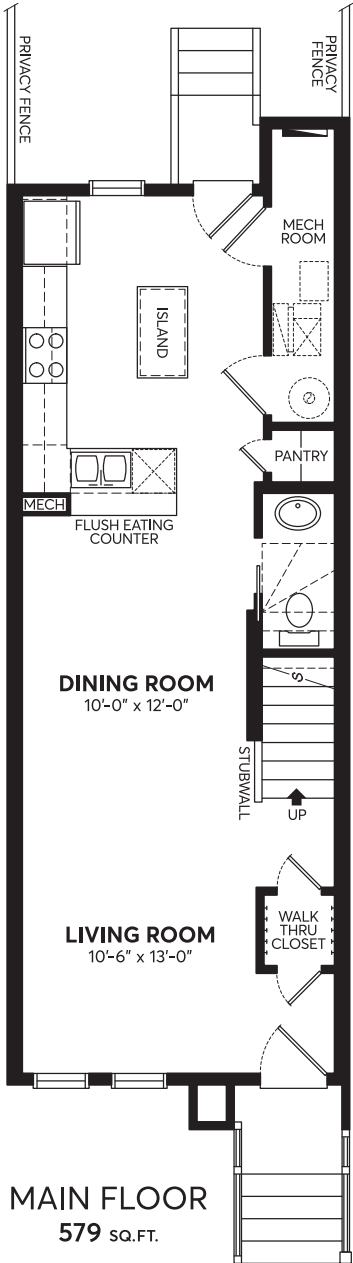 PRIVACY FENCE
PRIVACY
FENCE
MECH
ROOM
ISLAND
PANTRY
MECH
FLUSH EATING
COUNTER
DINING ROOM
10'-0" x 12'-0"
S
STUBWALL
UP
WALK
THRU
CLOSET
LIVING ROOM
10'-6" x 13'-0"
MAIN FLOOR
579 SQ.FT.